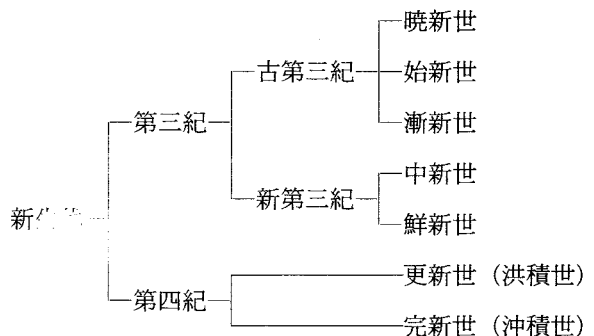 暁新世
古第三紀
始新世
第三紀
漸新世
中新世
新第三紀
新
鮮新世
更新世（洪積世）
第四紀
完新世（沖積世）